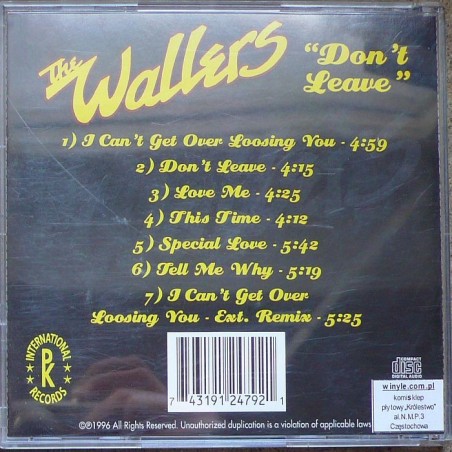 The Wallers
"Don't Leave"
1) I Can't Get Over Loosing You - 4:59
2) Don't Leave - 4:15
3) Love Me - 4:25
4) This Time - 4:12
5) Special Love - 5:42
6) Tell Me Why - 5:19
7) I Can't Get Over
Loosing You - Ext. Remix - 5:25
INTERNATIONAL
PK
RECORDS
7 43191 24792 1
COMPACT
disc
DIGITAL AUDIO
winyle.com.pl
komis sklep
płytowy „Królestwo"
al.N.M.P.3
Częstochowa
©℗1996 All Rights Reserved. Unauthorized duplication is a violation of applicable laws